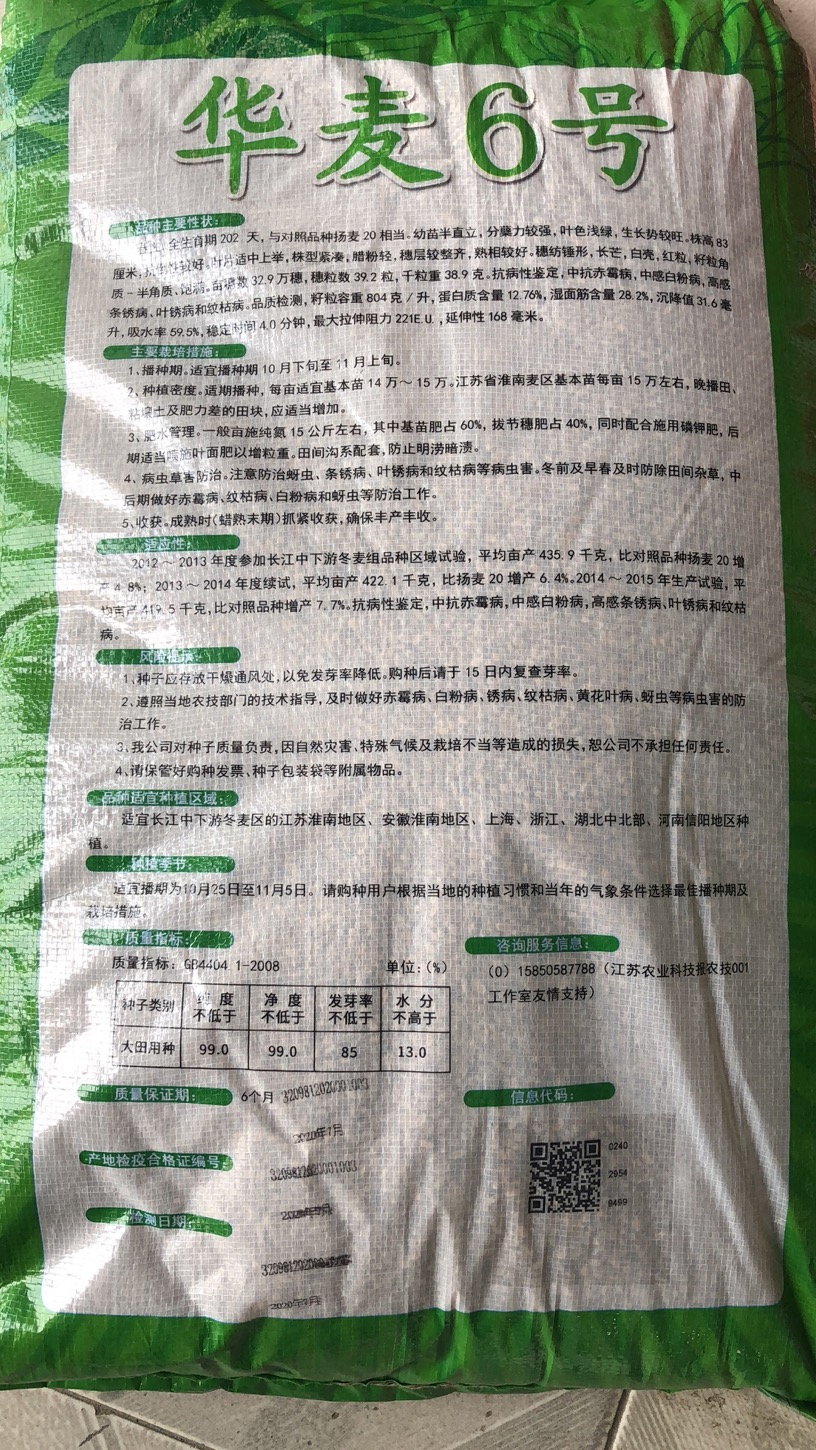 华麦6号
品种主要性状：
全生育期202 天，与对照品种扬麦20相当。幼苗半直立，分蘖力较强，叶色浅绿，生长势较旺。株高83
厘米，抗倒性较好。叶片适中上举，株型紧凑，腊粉轻，穗层较整齐，熟相较好。穗纺锤形，长芒，白壳，红粒，籽粒角
质－半角质、饱满。亩穗数32.9万穗，穗粒数39.2粒，千粒重38.9克。抗病性鉴定，中抗赤霉病，中感白粉病，高感
条锈病、叶锈病和纹枯病。品质检测，籽粒容重804克／升，蛋白质含量12.76%，湿面筋含量28.2%，沉降值31.6毫
升，吸水率59.5%，稳定时间4.0分钟，最大拉伸阻力221E.U.，延伸性168毫米。
主要栽培措施：
1、播种期。适宜播种期10月下旬至11月上旬。
2、种植密度。适期播种，每亩适宜基本苗14万～15万。江苏省淮南麦区基本苗每亩15万左右，晚播田、
粘壤土及肥力差的田块，应适当增加。
3、肥水管理。一般亩施纯氮15公斤左右，其中基苗肥占60%，拔节穗肥占40%，同时配合施用磷钾肥，后
期适当喷施叶面肥以增粒重。田间沟系配套，防止明涝暗渍。
4、病虫草害防治。注意防治蚜虫、条锈病、叶锈病和纹枯病等病虫害。冬前及早春及时防除田间杂草，中
后期做好赤霉病、纹枯病、白粉病和蚜虫等防治工作。
5、收获。成熟时（蜡熟末期）抓紧收获，确保丰产丰收。
适应性：
2012～2013年度参加长江中下游冬麦组品种区域试验，平均亩产435.9千克，比对照品种扬麦20增
产4.8%；2013～2014年度续试，平均亩产422.1千克，比扬麦20增产6.4%。2014～2015年生产试验，平
均亩产419.5千克，比对照品种增产7.7%。抗病性鉴定，中抗赤霉病，中感白粉病，高感条锈病、叶锈病和纹枯
病。
风险提示：
1、种子应存放干燥通风处，以免发芽率降低。购种后请于15日内复查芽率。
2、遵照当地农技部门的技术指导，及时做好赤霉病、白粉病、锈病、纹枯病、黄花叶病、蚜虫等病虫害的防
治工作。
3、我公司对种子质量负责，因自然灾害、特殊气候及栽培不当等造成的损失，恕公司不承担任何责任。
4、请保管好购种发票、种子包装袋等附属物品。
品种适宜种植区域：
适宜长江中下游冬麦区的江苏淮南地区、安徽淮南地区、上海、浙江、湖北中北部、河南信阳地区种
植。
种植季节
适宜播期为10月25日至11月5日。请购种用户根据当地的种植习惯和当年的气象条件选择最佳播种期及
栽培措施。
质量指标：
质量指标：GB4404 1-2008 单位：（%）
种子类别 纯 度 不低于 净 度 不低于 发芽率 不低于 水 分 不高于
大田用种 99.0 99.0 85 13.0
咨询服务信息：
（0）15850587788（江苏农业科技报农技001
工作室友情支持）
质量保证期： 6个月
2020年7月
产地检疫合格证编号
检测日期
2020年7月
信息代码：
0240
2954
9499